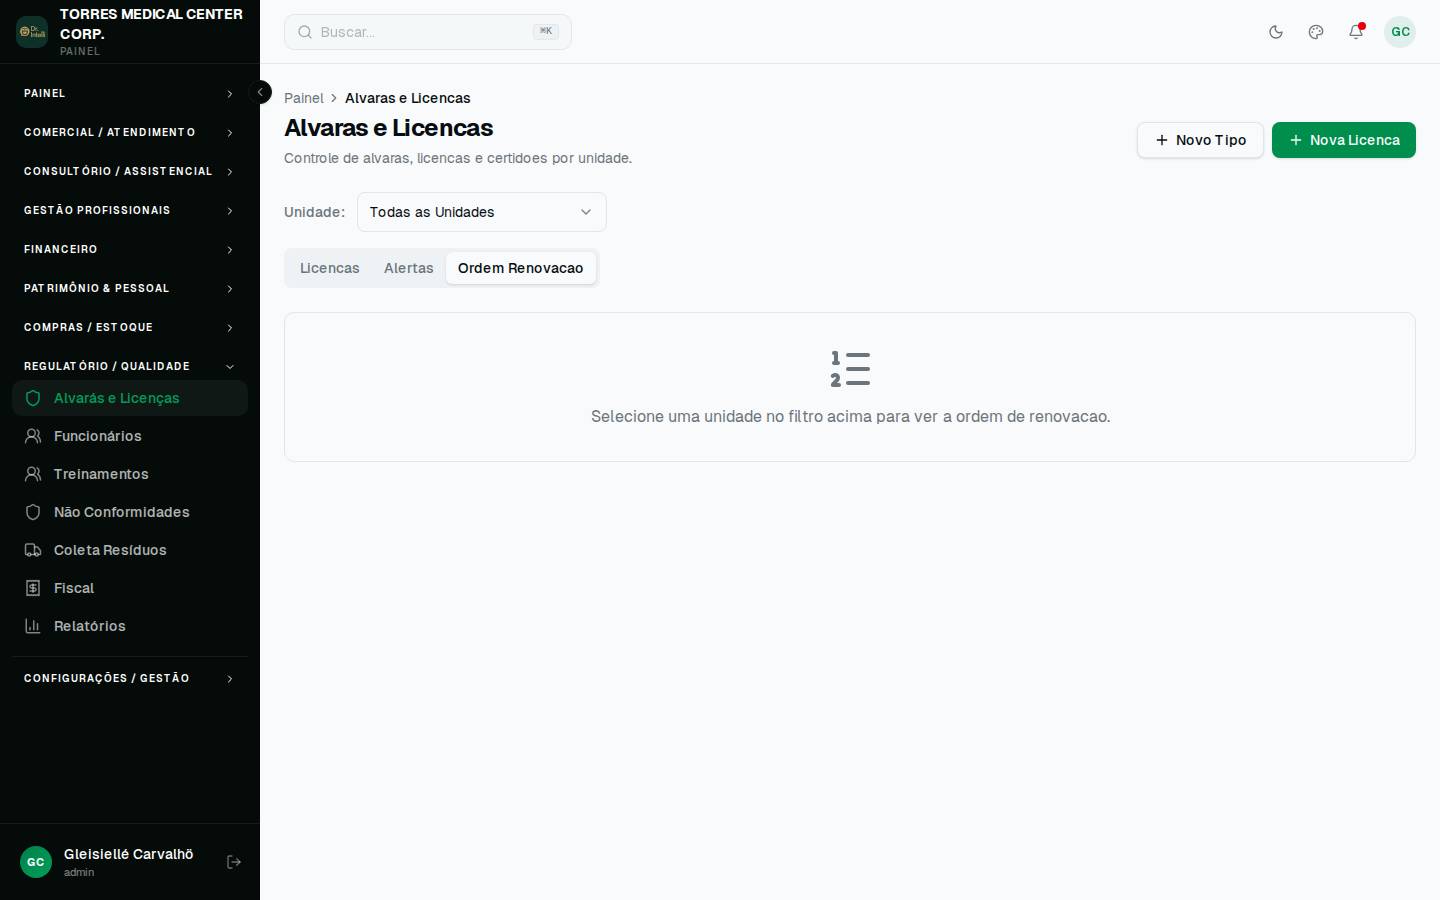 TORRES MEDICAL CENTER
CORP.
PAINEL
PAINEL
COMERCIAL / ATENDIMENTO
CONSULTÓRIO / ASSISTENCIAL
GESTÃO PROFISSIONAIS
FINANCEIRO
PATRIMÔNIO & PESSOAL
COMPRAS / ESTOQUE
REGULATÓRIO / QUALIDADE
Alvarás e Licenças
Funcionários
Treinamentos
Não Conformidades
Coleta Resíduos
Fiscal
Relatórios
CONFIGURAÇÕES / GESTÃO
GC
Gleisiellé Carvalhö
admin
Buscar...
⌘K
GC
Painel
Alvaras e Licencas
Alvaras e Licencas
Controle de alvaras, licencas e certidoes por unidade.
Novo Tipo
Nova Licenca
Unidade:
Todas as Unidades
Licencas
Alertas
Ordem Renovacao
1
2
Selecione uma unidade no filtro acima para ver a ordem de renovacao.